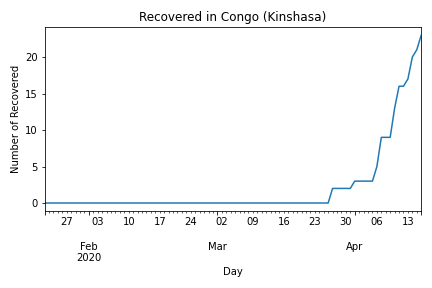 Recovered in Congo (Kinshasa)
Number of Recovered
20
15
10
5
0
27 03 10 17 24 02 09 16 23 30 06 13
Feb Mar Apr
2020
Day